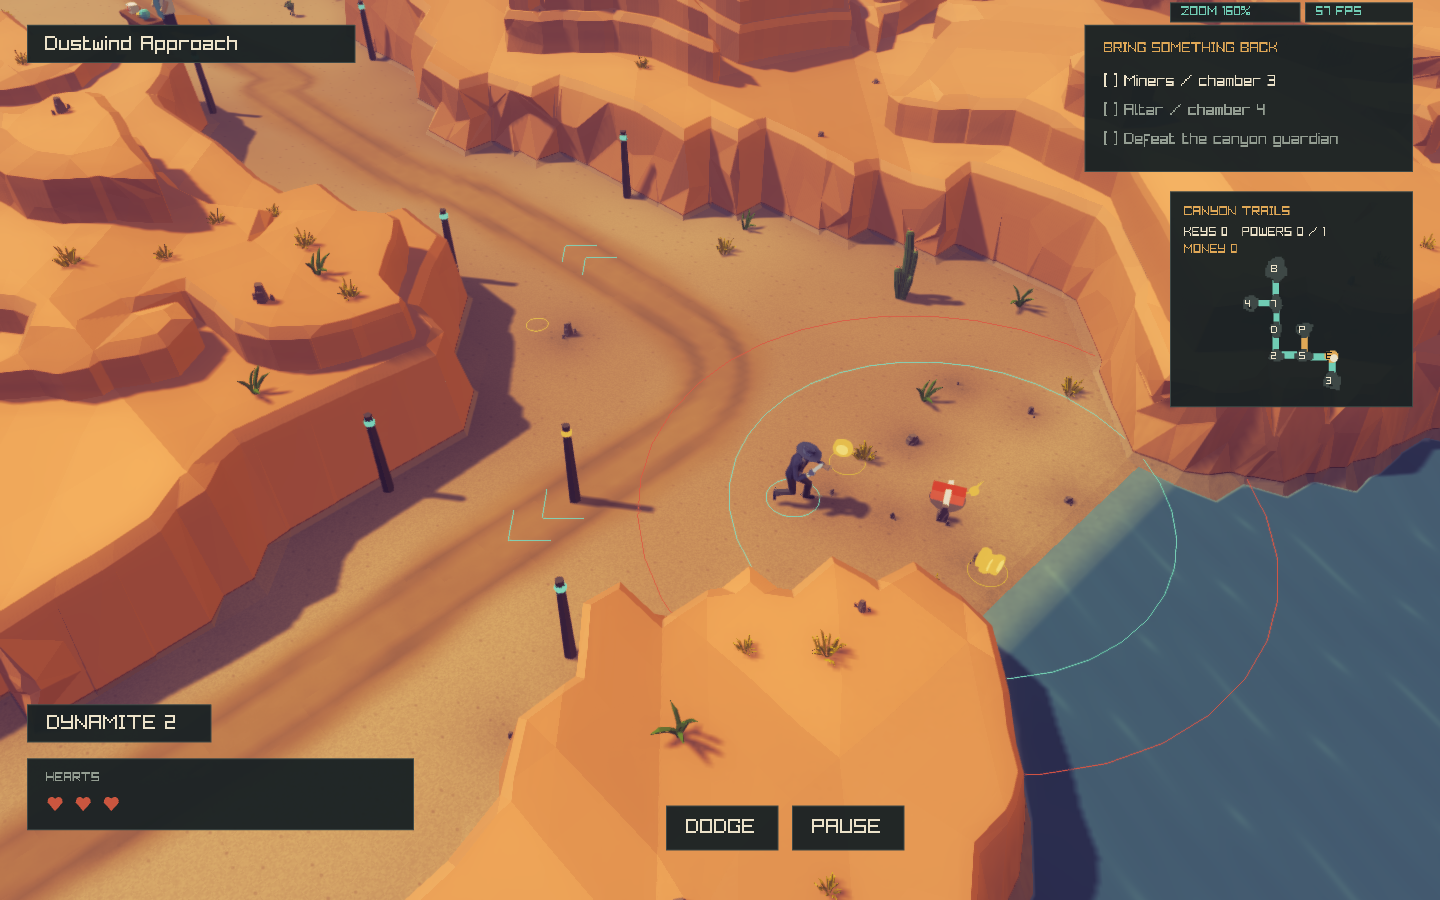 ZOOM 160%
57 FPS
Dustwind Approach
BRING SOMETHING BACK
[ ] Miners / chamber 3
[ ] Altar / chamber 4
[ ] Defeat the canyon guardian
CANYON TRAILS
KEYS 0 POWERS 0 / 1
MONEY 0
B
4 7
0 P
2 5
3
DYNAMITE 2
HEARTS
DODGE
PAUSE